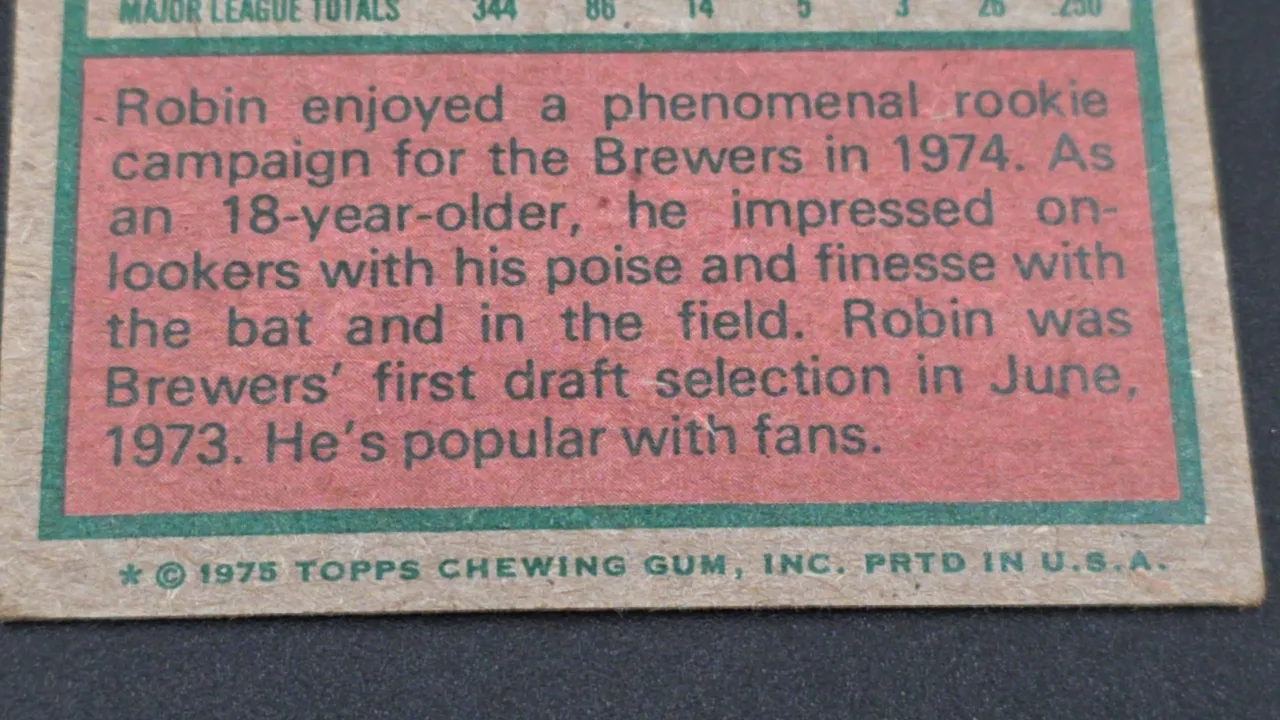 MAJOR LEAGUE TOTALS 344 86 14 5 3 26 .250
Robin enjoyed a phenomenal rookie
campaign for the Brewers in 1974. As
an 18-year-older, he impressed on-
lookers with his poise and finesse with
the bat and in the field. Robin was
Brewers' first draft selection in June,
1973. He's popular with fans.
* © 1975 TOPPS CHEWING GUM, INC. PRTD IN U.S.A.